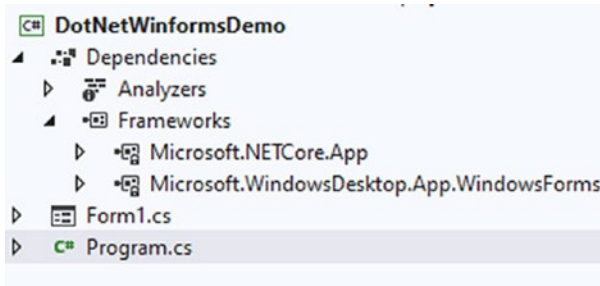 C# DotNetWinformsDemo
Dependencies
Analyzers
Frameworks
Microsoft.NETCore.App
Microsoft.WindowsDesktop.App.WindowsForms
Form1.cs
C# Program.cs